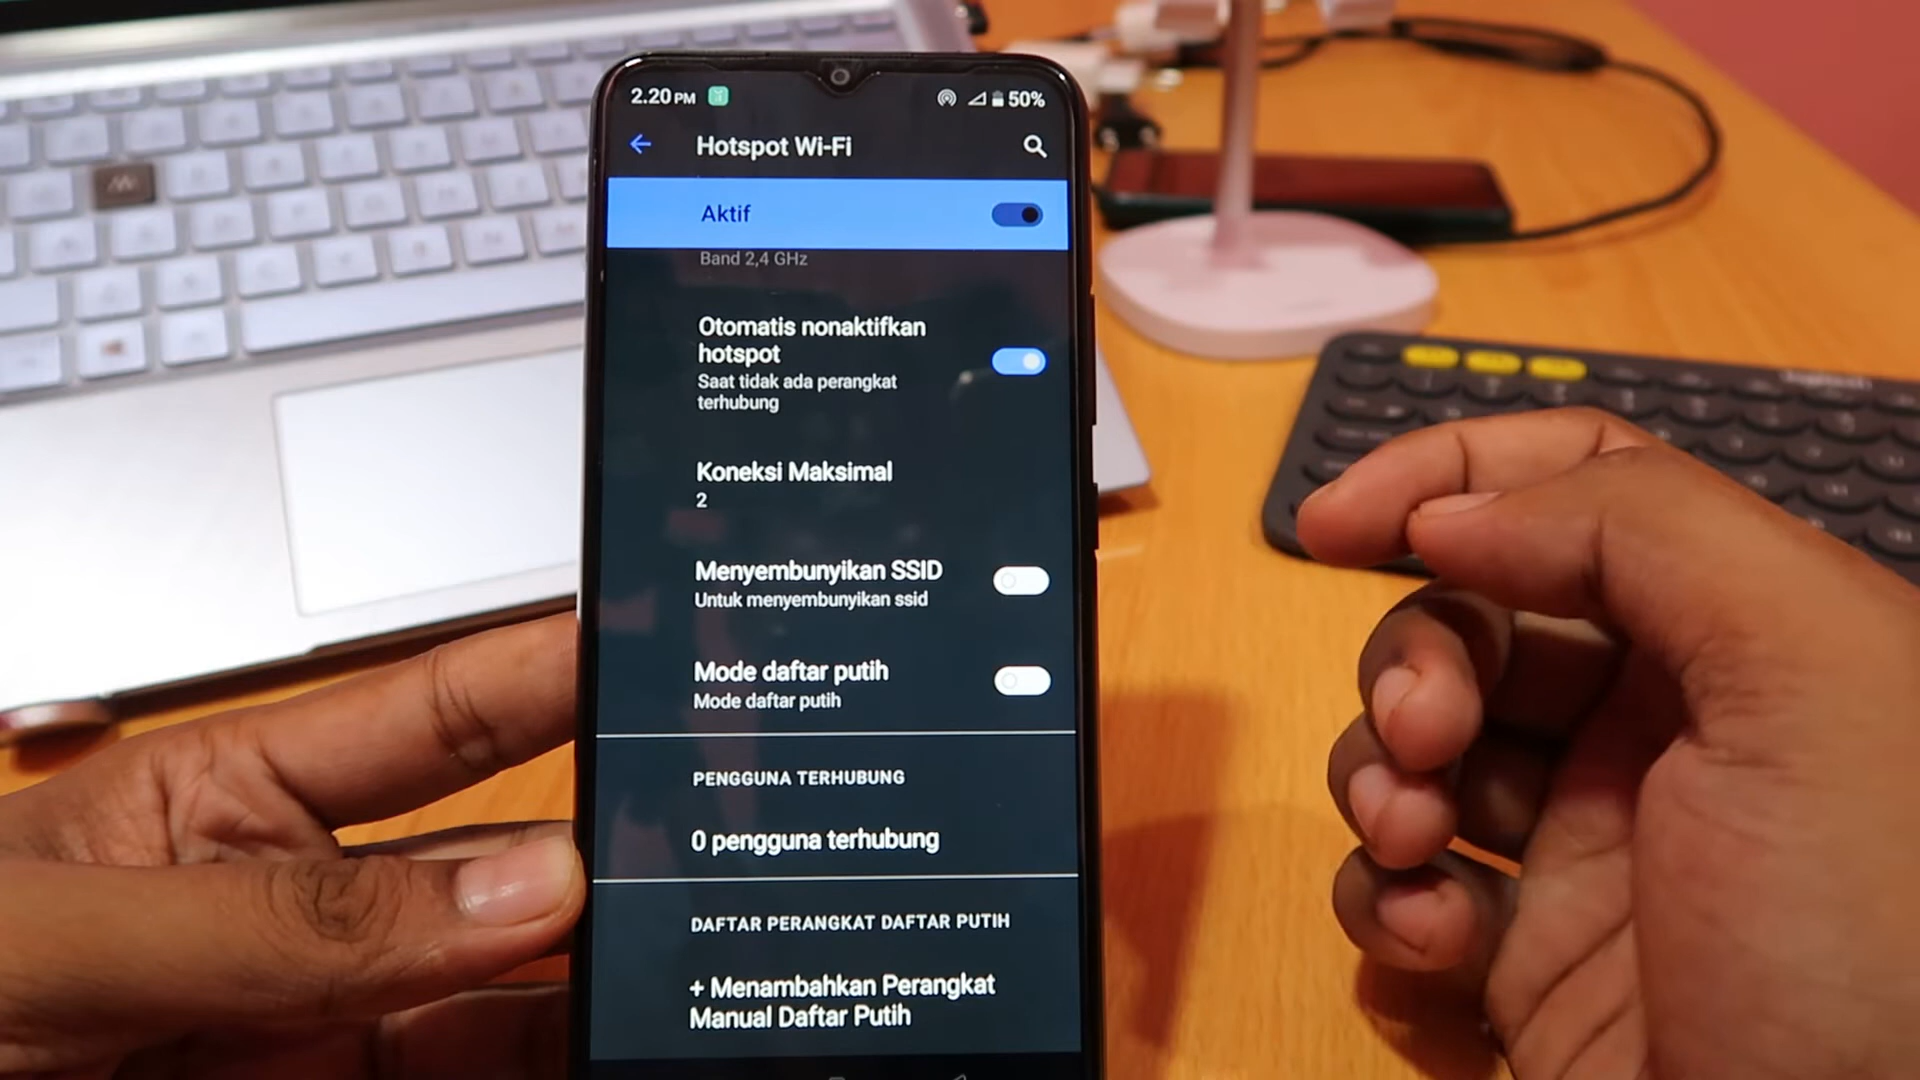 2.20 PM
50%
Hotspot Wi-Fi
Aktif
Band 2,4 GHz
Otomatis nonaktifkan
hotspot
Saat tidak ada perangkat
terhubung
Koneksi Maksimal
2
Menyembunyikan SSID
Untuk menyembunyikan ssid
Mode daftar putih
Mode daftar putih
PENGGUNA TERHUBUNG
0 pengguna terhubung
DAFTAR PERANGKAT DAFTAR PUTIH
+ Menambahkan Perangkat
Manual Daftar Putih